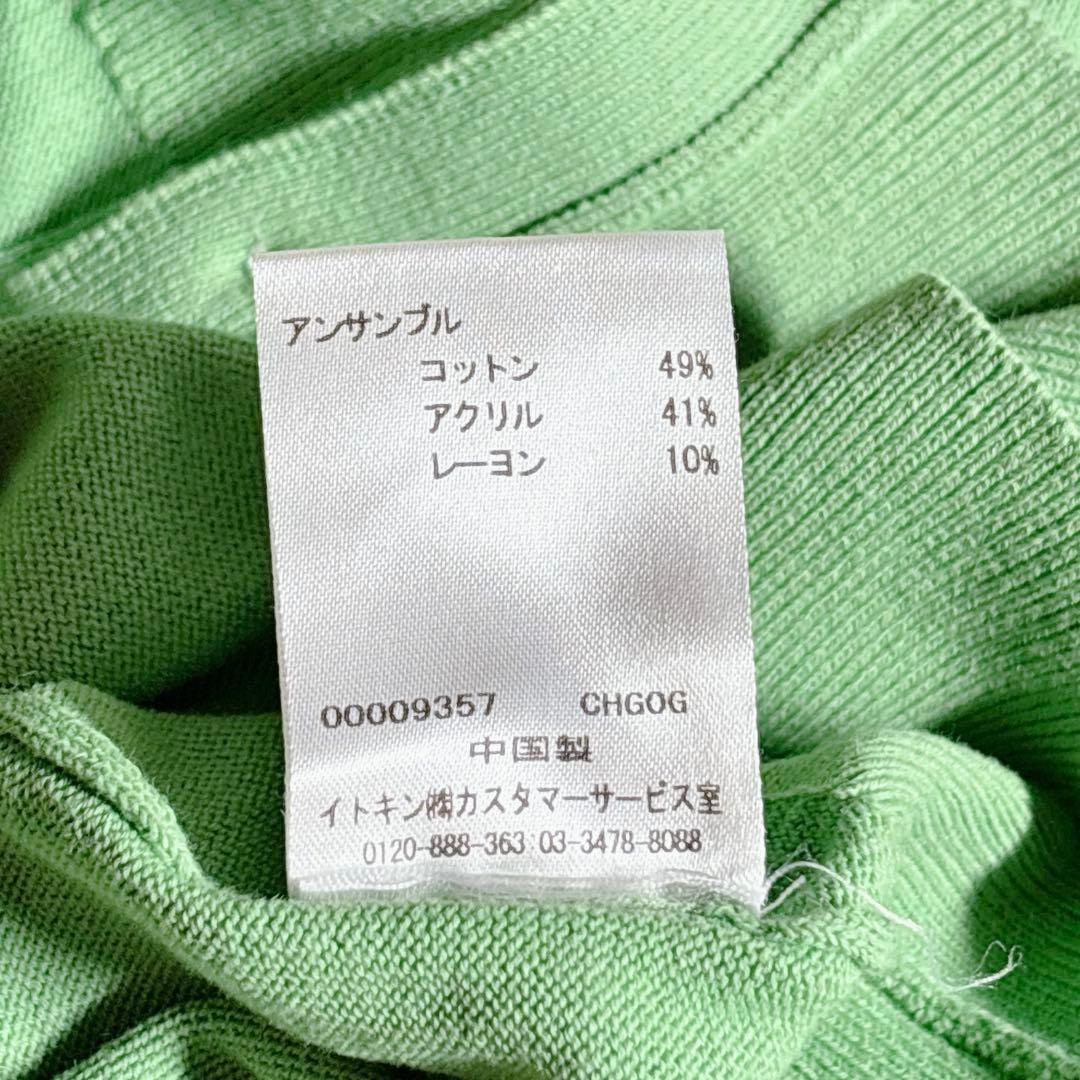 アンサンブル
コットン 49%
アクリル 41%
レーヨン 10%
00009357 CHGOG
中国製
イトキン㈱カスタマーサービス室
0120-888-363 03-3478-8088